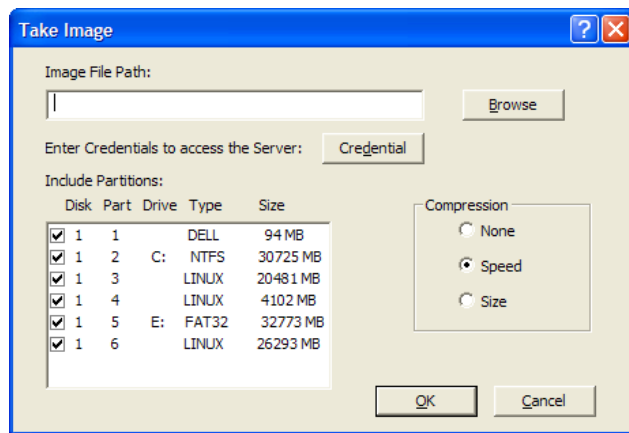 Take Image
Image File Path:
Browse
Enter Credentials to access the Server: Credential
Include Partitions:
Disk Part Drive Type Size
1 1 DELL 94 MB
1 2 C: NTFS 30725 MB
1 3 LINUX 20481 MB
1 4 LINUX 4102 MB
1 5 E: FAT32 32773 MB
1 6 LINUX 26293 MB
Compression
None
Speed
Size
OK Cancel